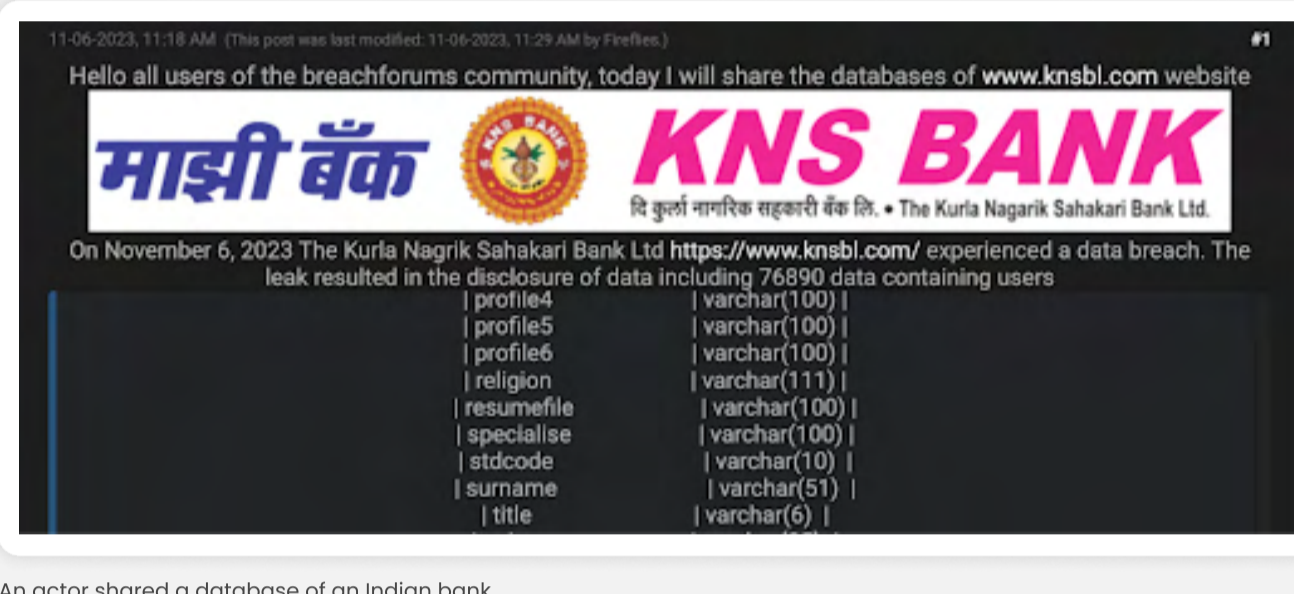 11-06-2023, 11:18 AM (This post was last modified: 11-06-2023, 11:29 AM by Fireflies.) #1
Hello all users of the breachforums community, today I will share the databases of www.knsbl.com website
माझी बँक KNS BANK KNS BANK
दि कुर्ला नागरिक सहकारी बँक लि. • The Kurla Nagarik Sahakari Bank Ltd.
On November 6, 2023 The Kurla Nagrik Sahakari Bank Ltd https://www.knsbl.com/ experienced a data breach. The
leak resulted in the disclosure of data including 76890 data containing users
| profile4 | varchar(100) |
| profile5 | varchar(100) |
| profile6 | varchar(100) |
| religion | varchar(111) |
| resumefile | varchar(100) |
| specialise | varchar(100) |
| stdcode | varchar(10) |
| surname | varchar(51) |
| title | varchar(6) |
An actor shared a database of an Indian bank